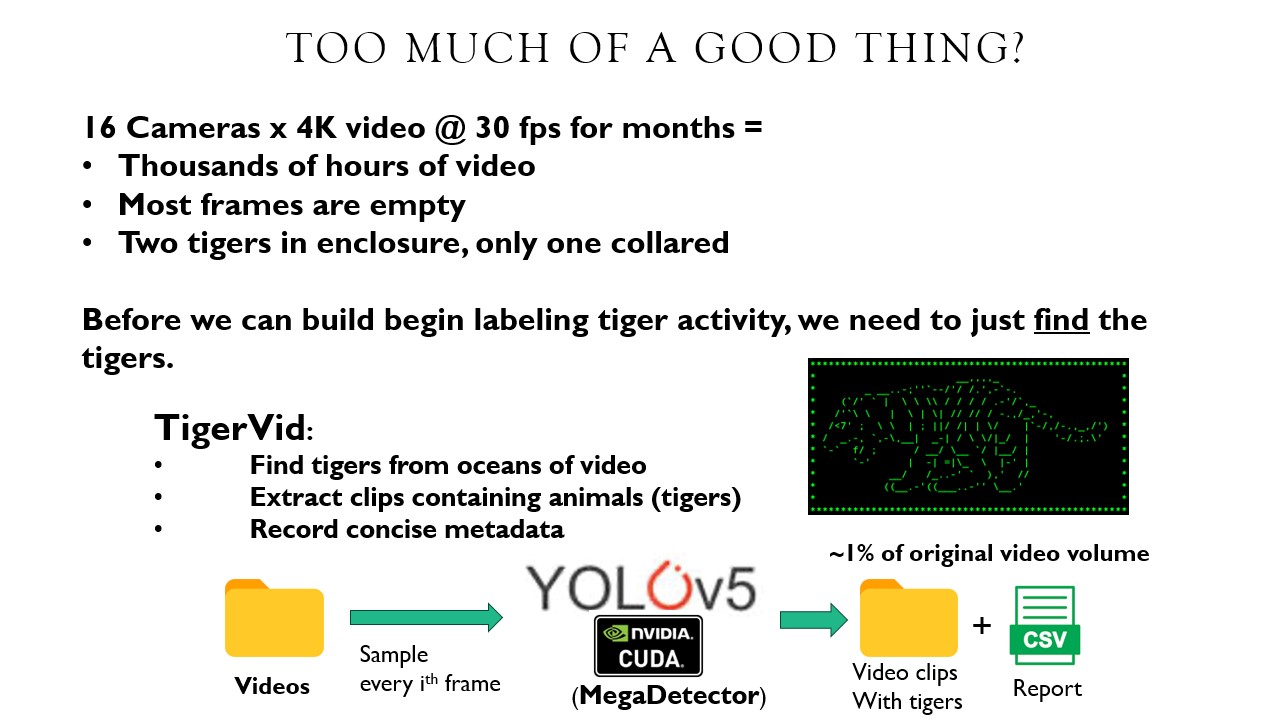 TOO MUCH OF A GOOD THING?
16 Cameras x 4K video @ 30 fps for months =
• Thousands of hours of video
• Most frames are empty
• Two tigers in enclosure, only one collared
Before we can build begin labeling tiger activity, we need to just find the
tigers.
TigerVid:
• Find tigers from oceans of video
• Extract clips containing animals (tigers)
• Record concise metadata
~1% of original video volume
YOLOv5
NVIDIA.
CUDA.
(MegaDetector)
Videos
Sample
every ith frame
+
CSV
Video clips
With tigers
Report